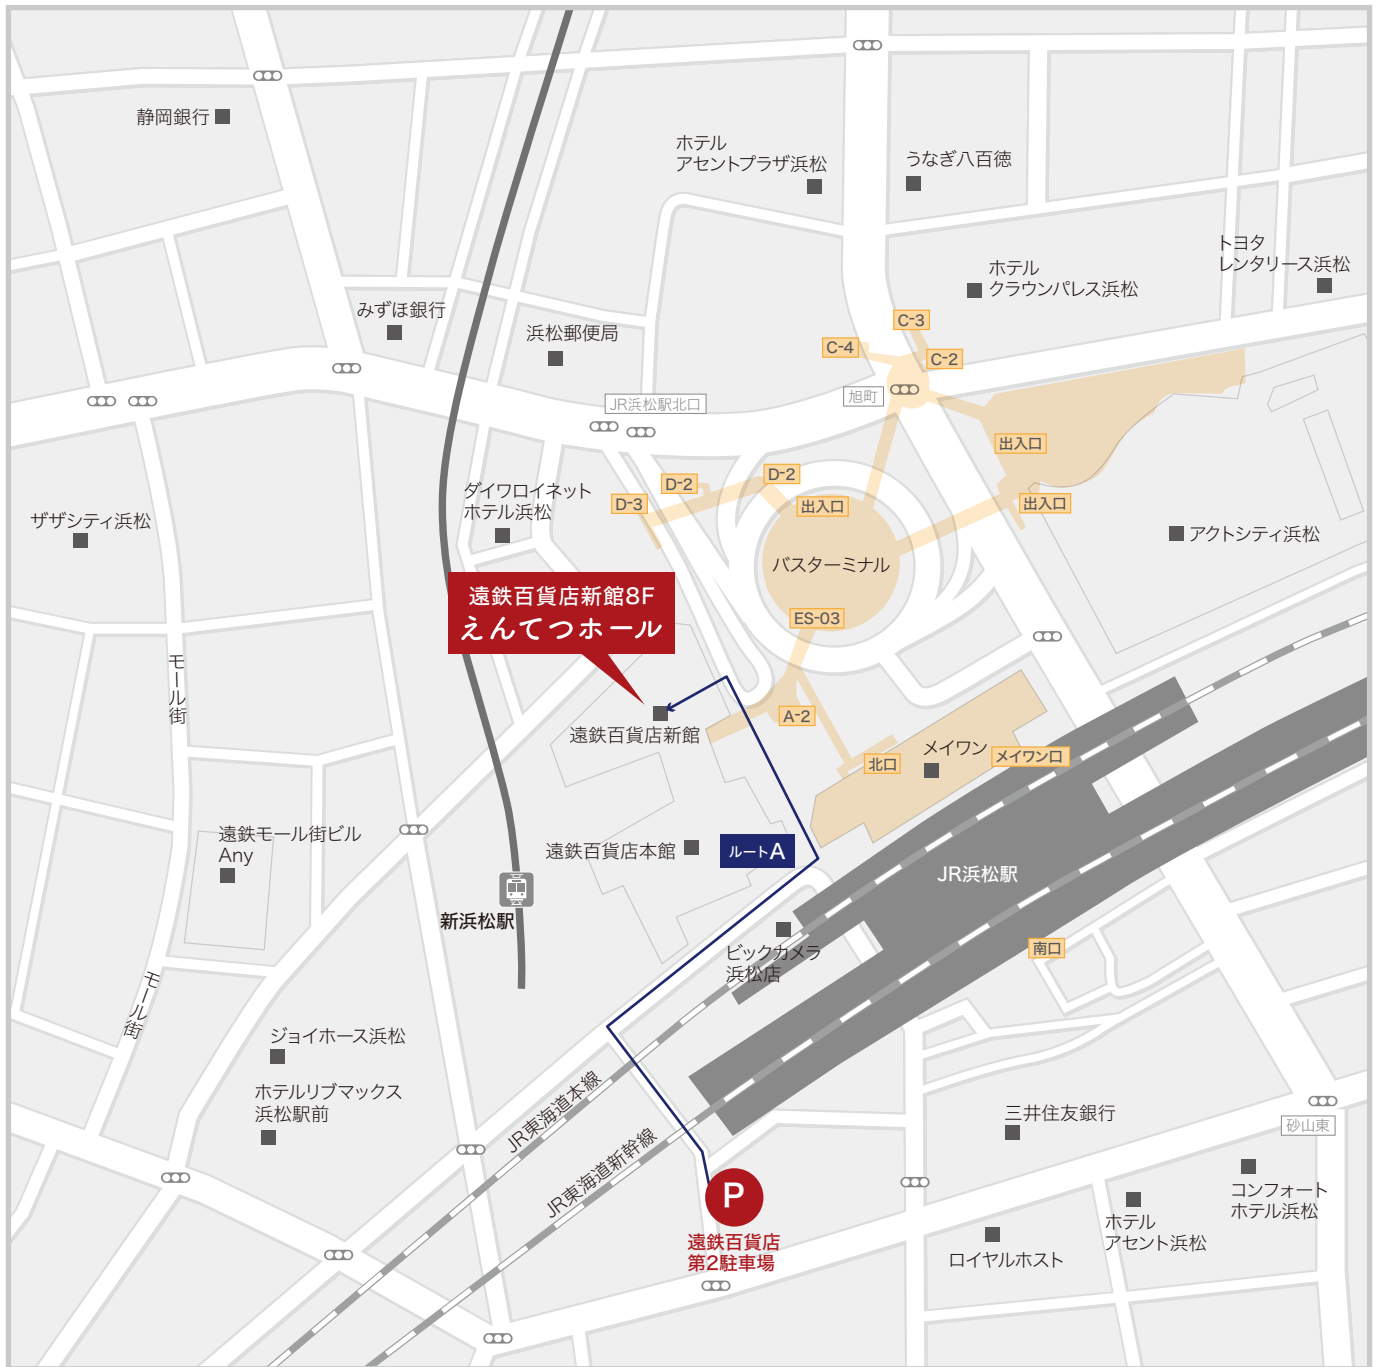 静岡銀行
ホテル
アセントプラザ浜松
うなぎ八百徳
トヨタ
レンタリース浜松
ホテル
クラウンパレス浜松
みずほ銀行
浜松郵便局
C-3
C-4
C-2
旭町
JR浜松駅北口
出入口
D-2
D-2
D-3
出入口
出入口
ダイワロイネット
ホテル浜松
ザザシティ浜松
アクトシティ浜松
バスターミナル
遠鉄百貨店新館8F
えんてつホール
ES-03
モール街
A-2
遠鉄百貨店新館
北口
メイワン
メイワン口
遠鉄モール街ビル
Any
遠鉄百貨店本館
ルートA
JR浜松駅
新浜松駅
ビックカメラ
浜松店
南口
モール街
ジョイホース浜松
ホテルリブマックス
浜松駅前
JR東海道本線
JR東海道新幹線
三井住友銀行
砂山東
P
遠鉄百貨店
第2駐車場
コンフォート
ホテル浜松
ホテル
アセント浜松
ロイヤルホスト